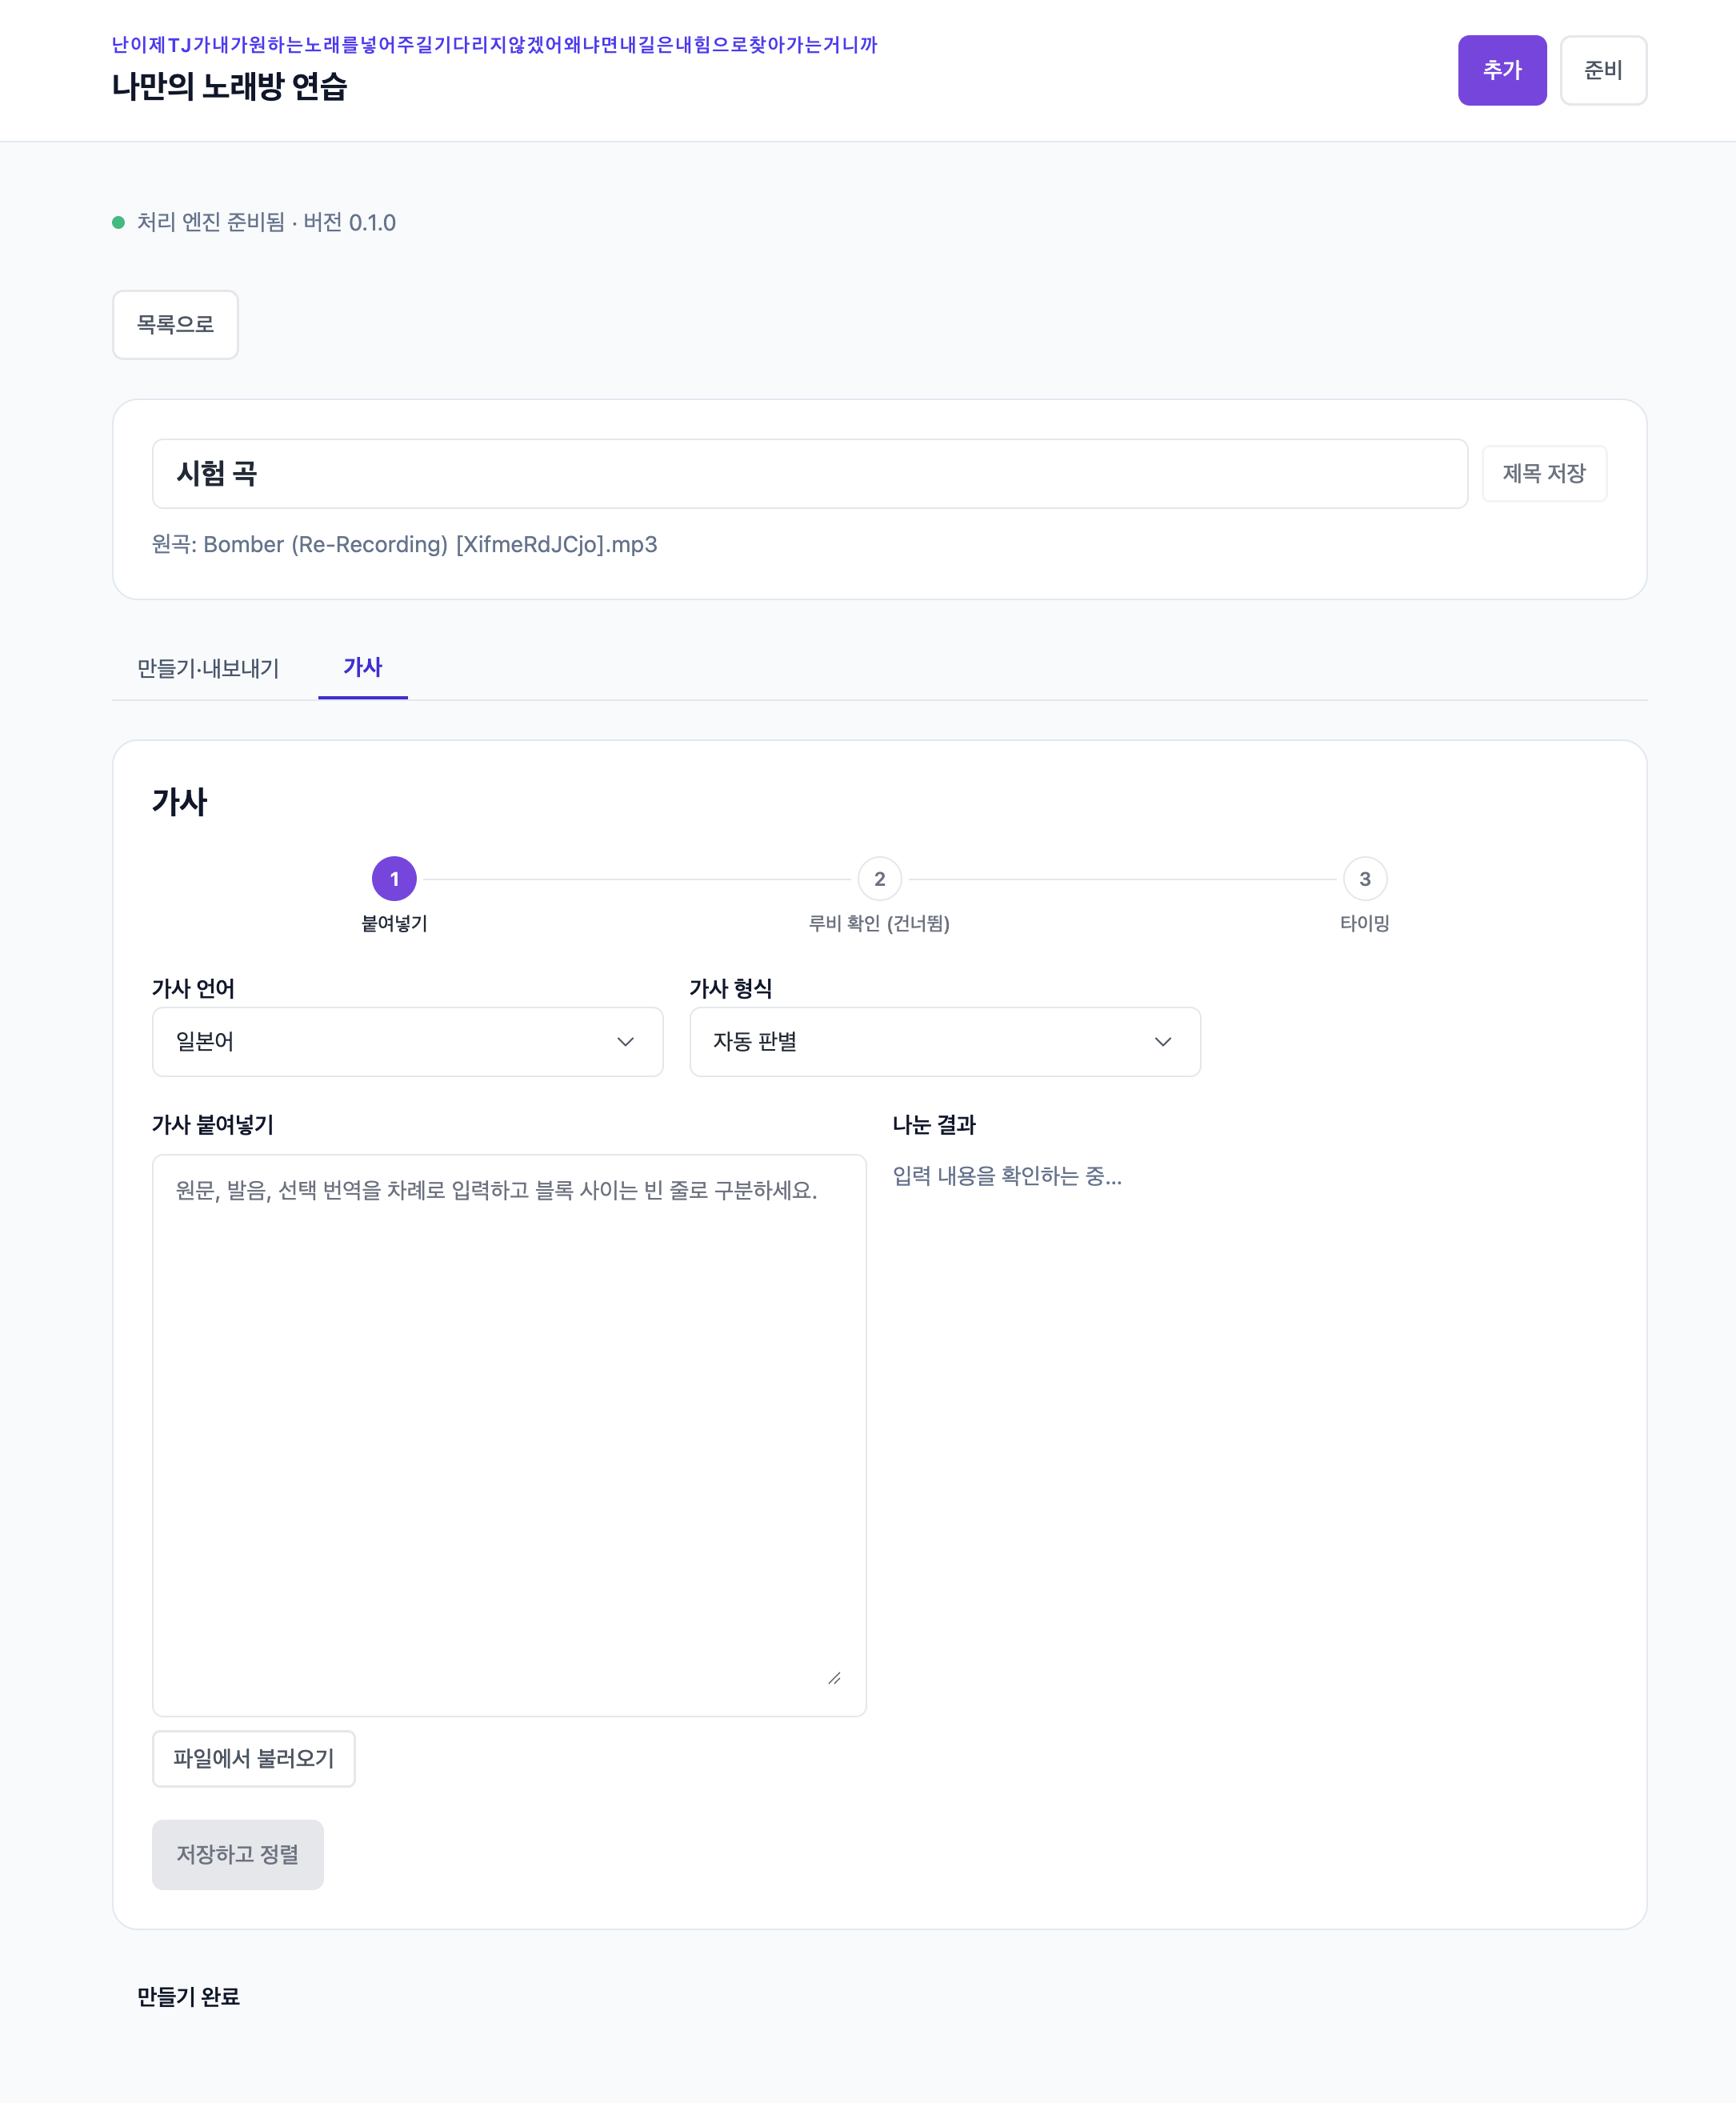 난이제TJ가내가원하는노래를넣어주길기다리지않겠어왜냐면내길은내힘으로찾아가는거니까
나만의 노래방 연습
추가
준비
처리 엔진 준비됨 · 버전 0.1.0
목록으로
시험 곡
제목 저장
원곡: Bomber (Re-Recording) [XifmeRdJCjo].mp3
만들기·내보내기
가사
가사
1
붙여넣기
2
루비 확인 (건너뜀)
3
타이밍
가사 언어
일본어
가사 형식
자동 판별
가사 붙여넣기
원문, 발음, 선택 번역을 차례로 입력하고 블록 사이는 빈 줄로 구분하세요.
나눈 결과
입력 내용을 확인하는 중...
파일에서 불러오기
저장하고 정렬
만들기 완료